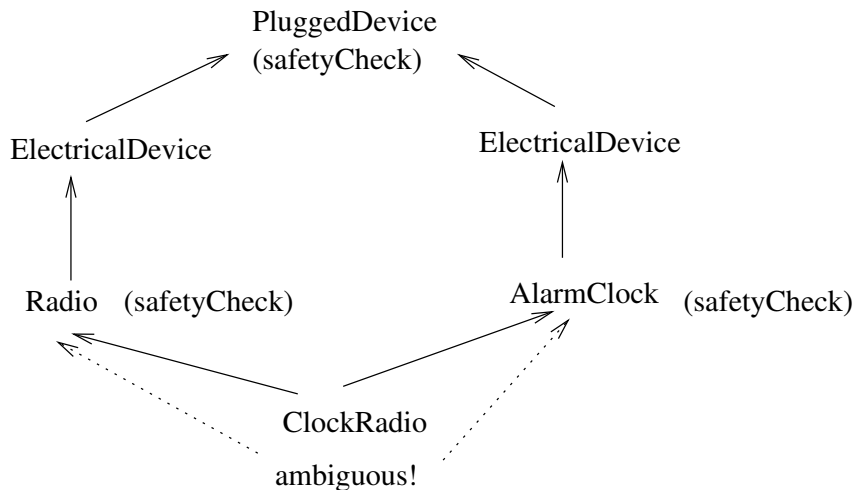 PluggedDevice
(safetyCheck)
ElectricalDevice
ElectricalDevice
Radio (safetyCheck)
AlarmClock (safetyCheck)
ClockRadio
ambiguous!